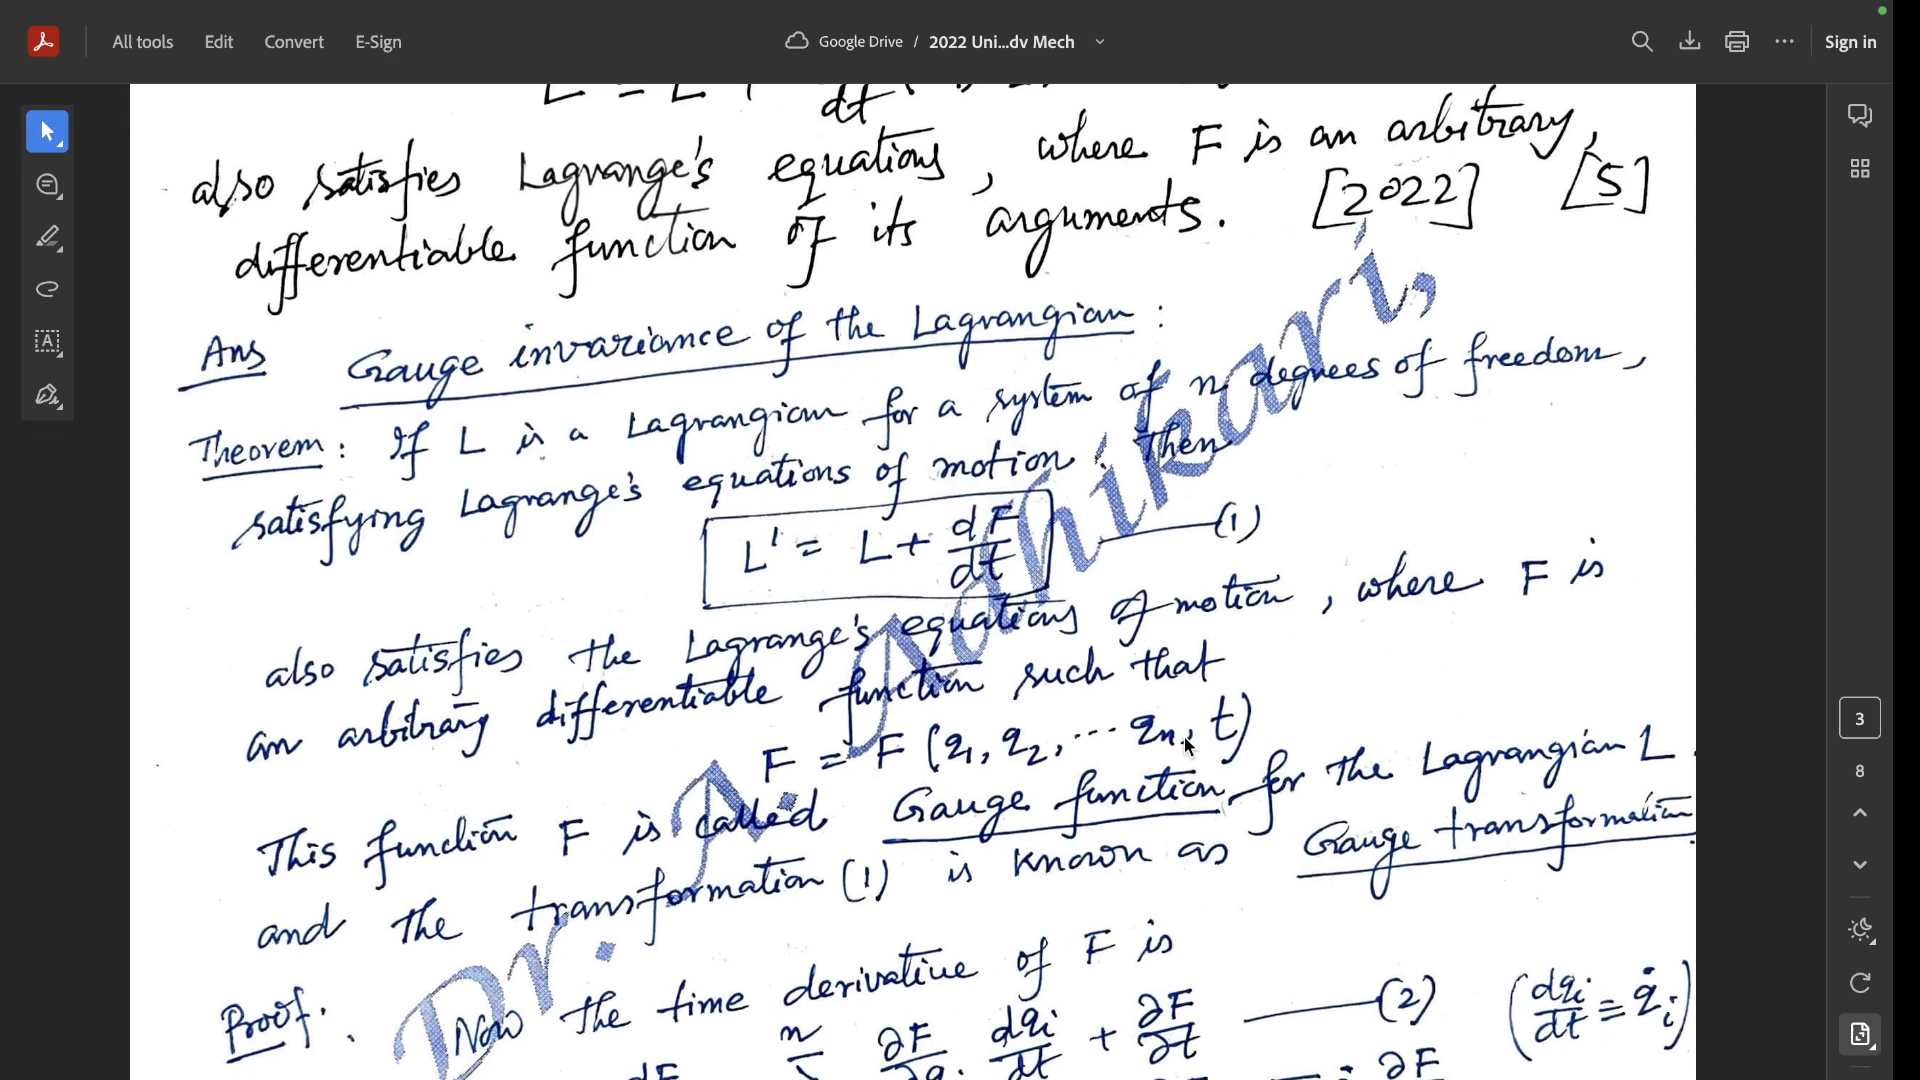 All tools Edit Convert E-Sign Google Drive / 2022 Uni...dv Mech Sign in
dt
also satisfies Lagrange's equations, where F is an arbitrary,
differentiable function of its arguments. [2022] [5]
Ans Gauge invariance of the Lagrangian :
Theorem : If L is a Lagrangian for a system of n degrees of freedom,
satisfying Lagrange's equations of motion. Then
L' = L + dF/dt —(1)
also satisfies the Lagrange's equations of motion, where F is
an arbitrary differentiable function such that
F = F (q1, q2, ... qn, t)
This function F is called Gauge function for the Lagrangian L.
and the transformation (1) is known as Gauge transformation
Proof. Now the time derivative of F is
∂F dqi/dt + ∂F/∂t —(2) (dqi/dt ≡ q̇i)
dF ∂F
Dr. P. Adhikari,
3
8